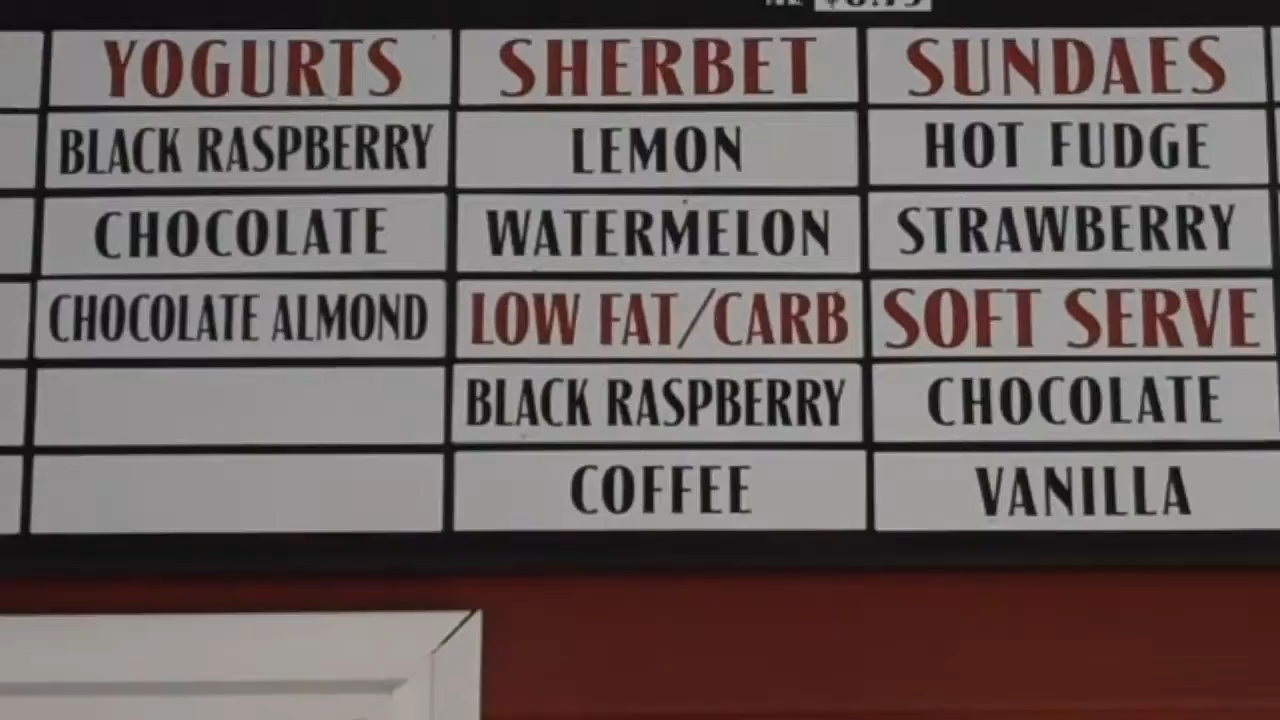 YOGURTS
BLACK RASPBERRY
CHOCOLATE
CHOCOLATE ALMOND
SHERBET
LEMON
WATERMELON
LOW FAT/CARB
BLACK RASPBERRY
COFFEE
SUNDAES
HOT FUDGE
STRAWBERRY
SOFT SERVE
CHOCOLATE
VANILLA